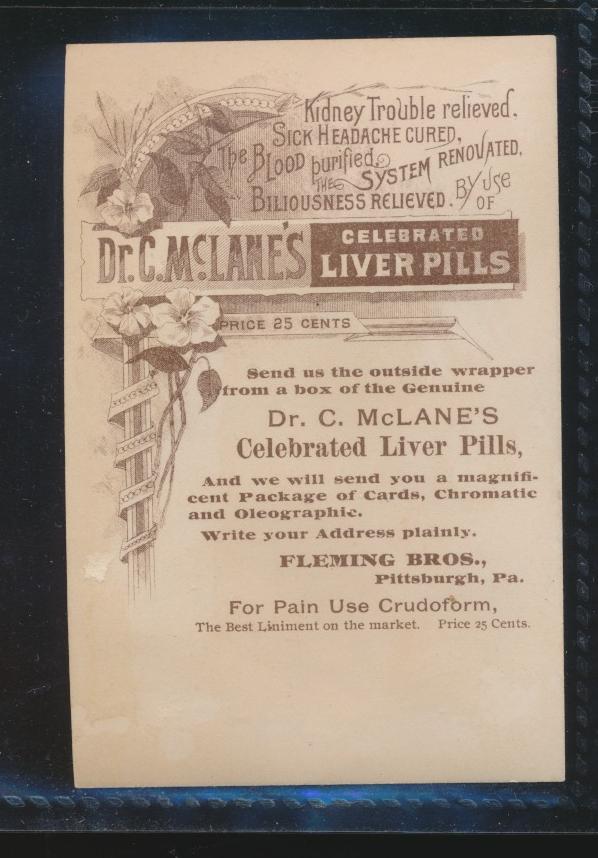 Kidney Trouble relieved.
SICK HEADACHE CURED,
The BLOOD purified,
THE SYSTEM RENOVATED,
BILIOUSNESS RELIEVED. BY USE OF
Dr. C. McLANE'S CELEBRATED LIVER PILLS
PRICE 25 CENTS
Send us the outside wrapper
from a box of the Genuine
Dr. C. McLANE'S
Celebrated Liver Pills,
And we will send you a magnifi-
cent Package of Cards, Chromatic
and Oleographic.
Write your Address plainly.
FLEMING BROS.,
Pittsburgh, Pa.
For Pain Use Crudoform,
The Best Liniment on the market. Price 25 Cents.